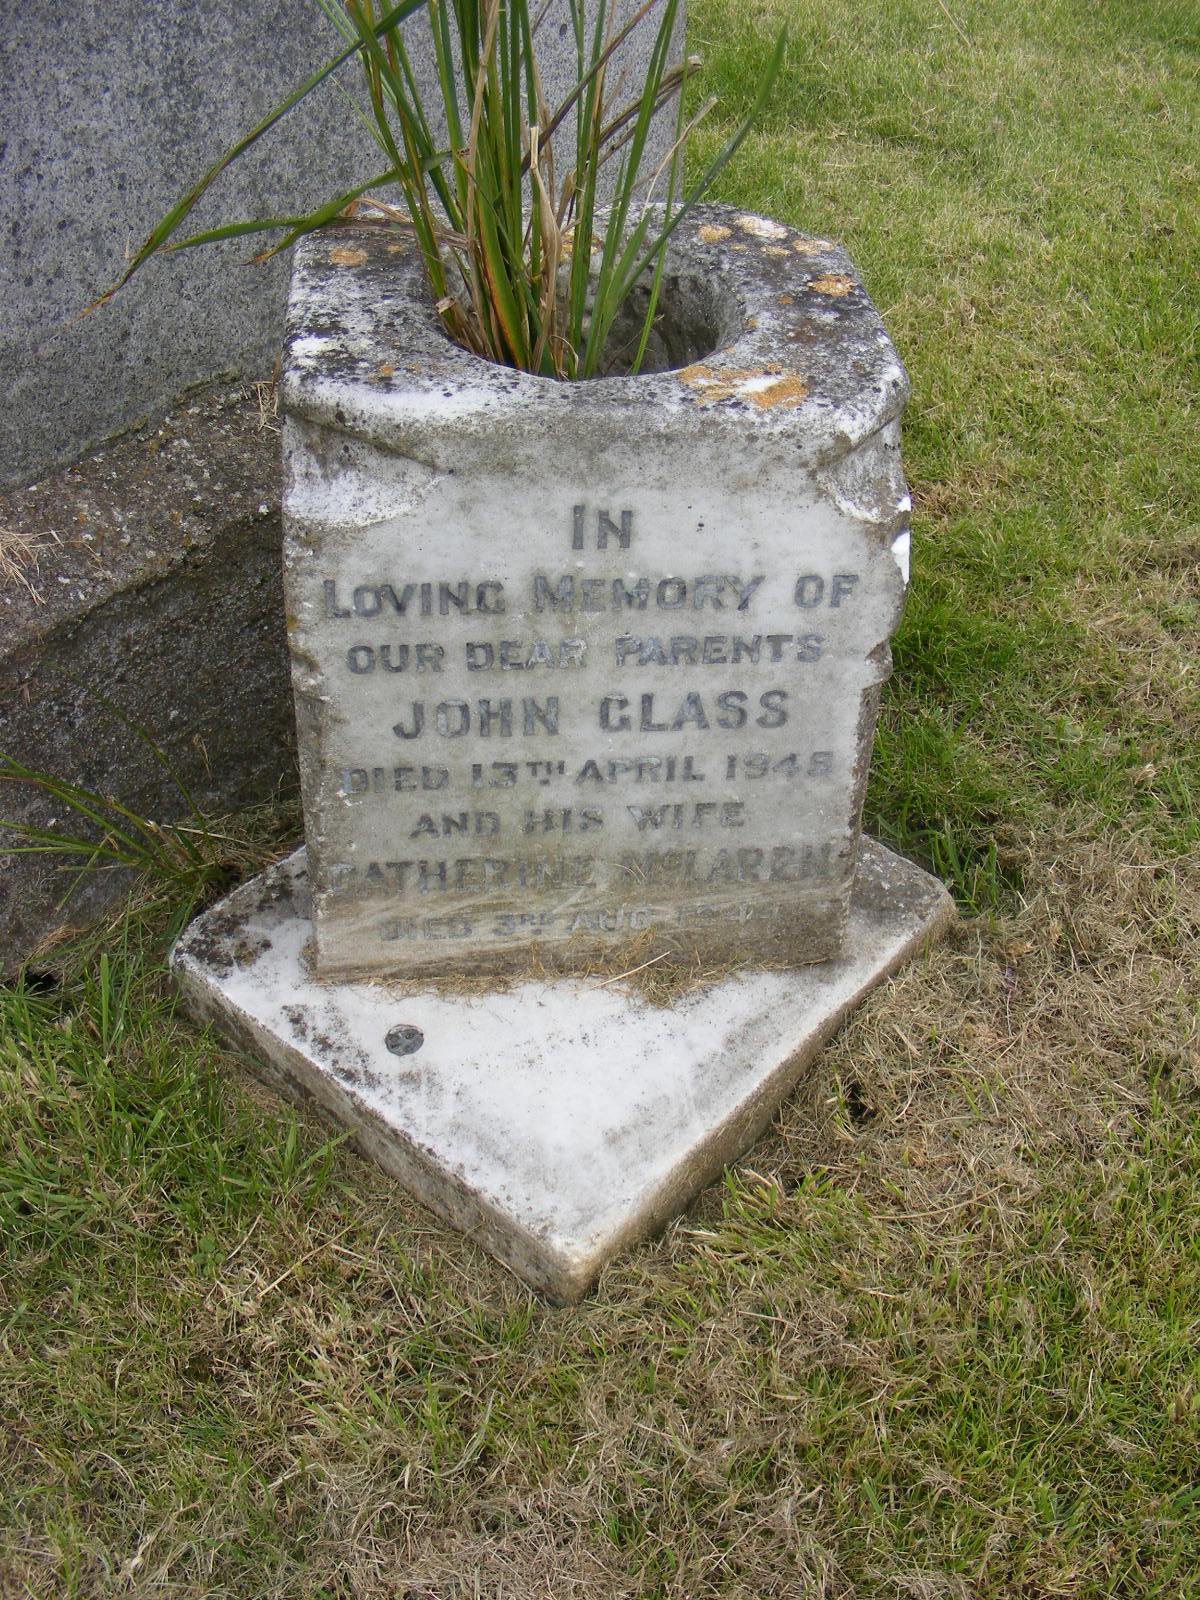 IN
LOVING MEMORY OF
OUR DEAR PARENTS
JOHN GLASS
DIED 13TH APRIL 1945
AND HIS WIFE
CATHERINE MCLAREN
DIED 3RD AUG